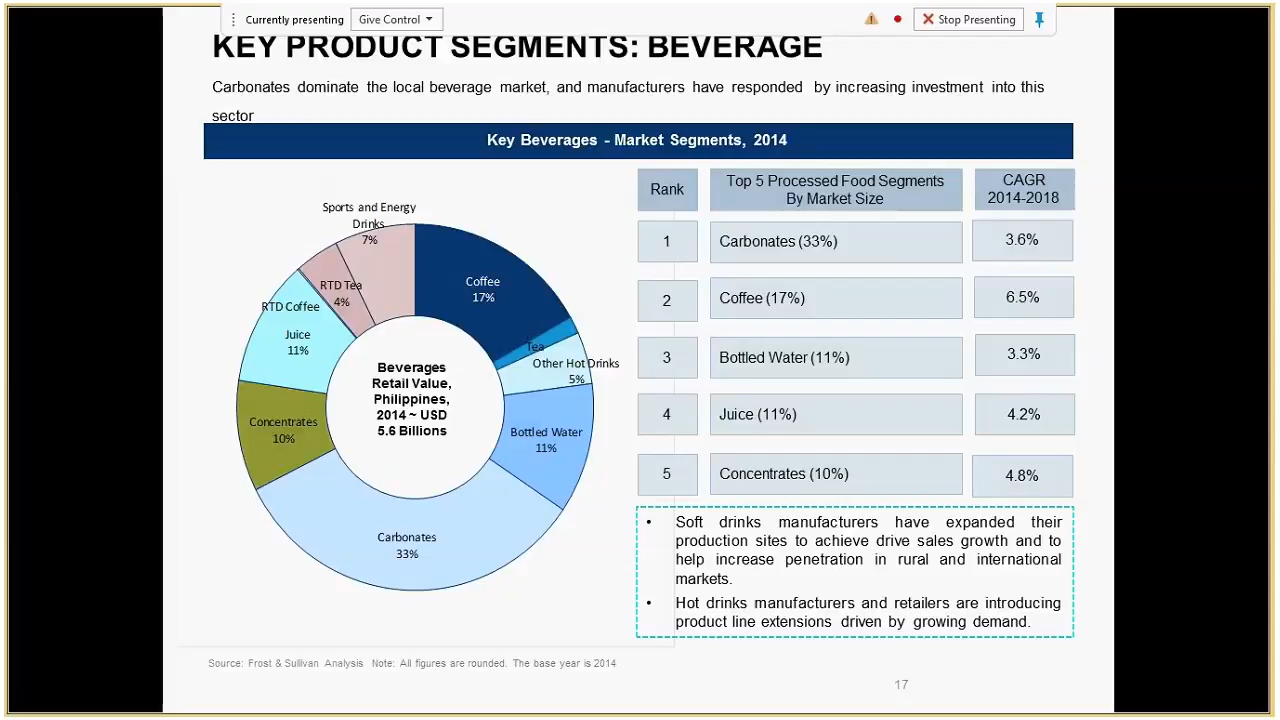 Currently presenting
Give Control
Stop Presenting
KEY PRODUCT SEGMENTS: BEVERAGE
Carbonates dominate the local beverage market, and manufacturers have responded by increasing investment into this
sector
Key Beverages - Market Segments, 2014
Sports and Energy
Drinks
7%
Coffee
17%
RTD Tea
4%
RTD Coffee
Juice
11%
Tea
Other Hot Drinks
5%
Beverages
Retail Value,
Philippines,
2014 ~ USD
5.6 Billions
Concentrates
10%
Bottled Water
11%
Carbonates
33%
Rank
Top 5 Processed Food Segments
By Market Size
CAGR
2014-2018
1
Carbonates (33%)
3.6%
2
Coffee (17%)
6.5%
3
Bottled Water (11%)
3.3%
4
Juice (11%)
4.2%
5
Concentrates (10%)
4.8%
• Soft drinks manufacturers have expanded their
production sites to achieve drive sales growth and to
help increase penetration in rural and international
markets.
• Hot drinks manufacturers and retailers are introducing
product line extensions driven by growing demand.
Source: Frost & Sullivan Analysis Note: All figures are rounded. The base year is 2014
17